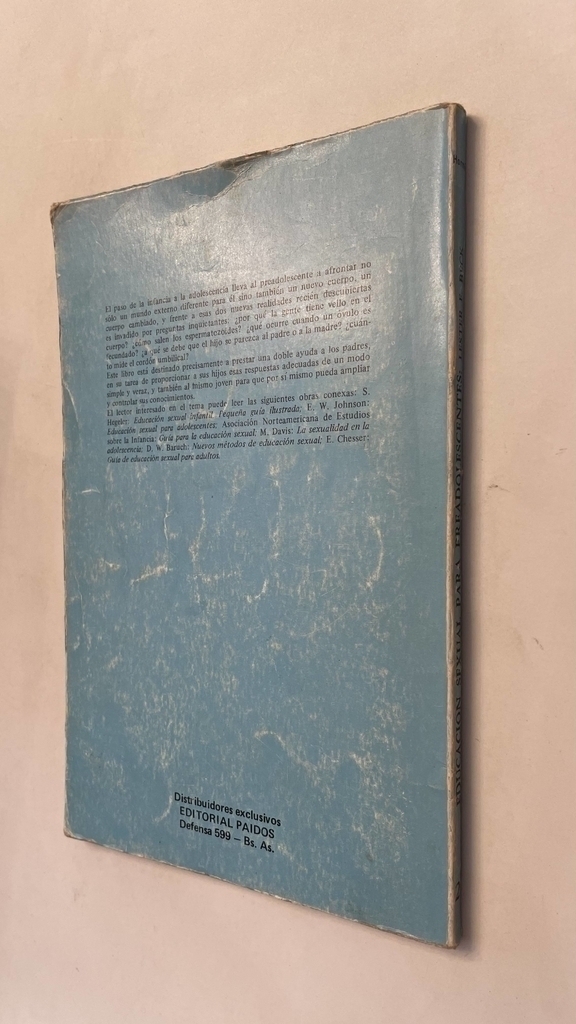 El paso de la infancia a la adolescencia lleva al preadolescente a afrontar no
sólo un mundo externo diferente para él sino también un nuevo cuerpo, un
cuerpo cambiado, y frente a esas dos nuevas realidades recién descubiertas
es invadido por preguntas inquietantes: ¿por qué la gente tiene vello en el
cuerpo? ¿cómo salen los espermatozoides? ¿qué ocurre cuando un óvulo es
fecundado? ¿a qué se debe que el hijo se parezca al padre o a la madre? ¿cuán-
to mide el cordón umbilical?
Este libro está destinado precisamente a prestar una doble ayuda a los padres,
en su tarea de proporcionar a sus hijos esas respuestas adecuadas de un modo
simple y veraz, y también al mismo joven para que por sí mismo pueda ampliar
y controlar sus conocimientos.
El lector interesado en el tema puede leer las siguientes obras conexas: S.
Hegeler: Educación sexual infantil. Pequeña guía ilustrada; E. W. Johnson:
Educación sexual para adolescentes; Asociación Norteamericana de Estudios
sobre la Infancia: Guía para la educación sexual; M. Davis: La sexualidad en la
adolescencia; D. W. Baruch: Nuevos métodos de educación sexual; E. Chesser:
Guía de educación sexual para adultos.
Distribuidores exclusivos
EDITORIAL PAIDOS
Defensa 599 — Bs. As.
EDUCACION SEXUAL PARA PREADOLESCENTES